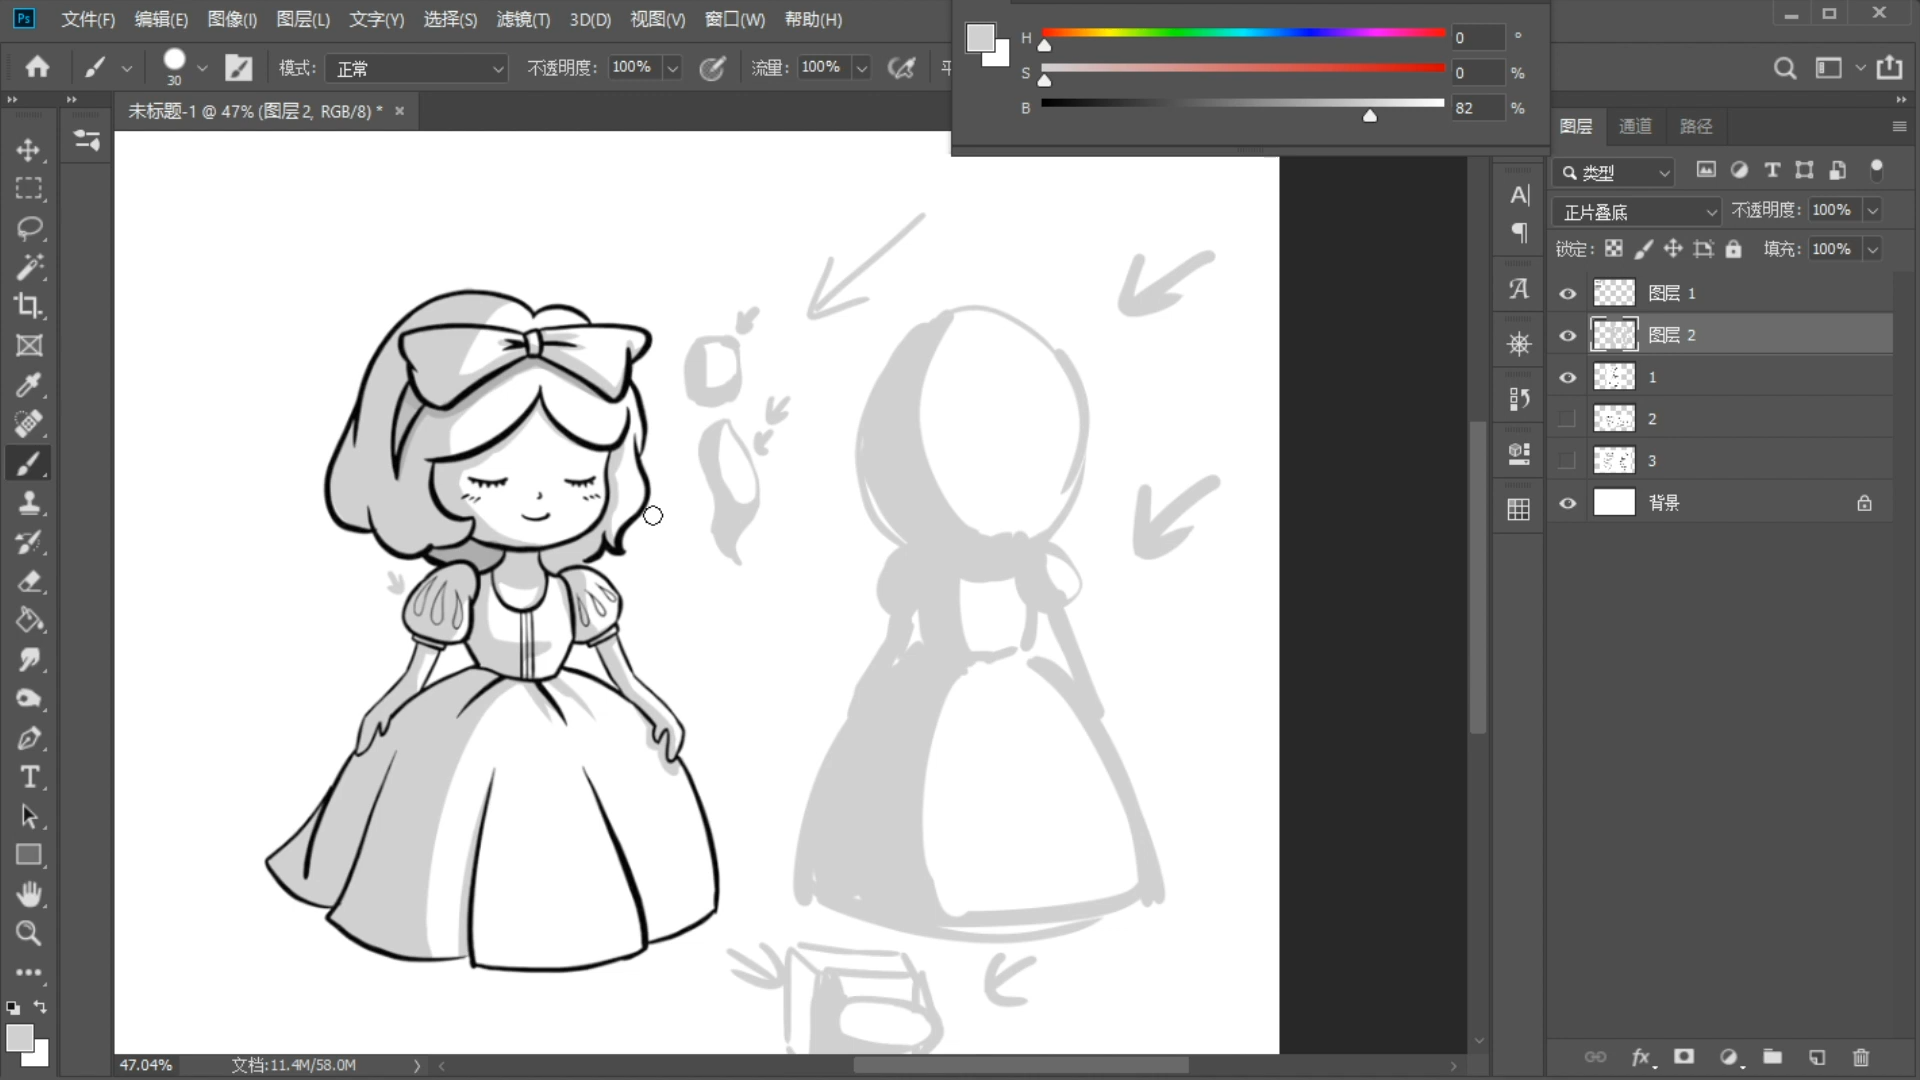 Ps 文件(F) 编辑(E) 图像(I) 图层(L) 文字(Y) 选择(S) 滤镜(T) 3D(D) 视图(V) 窗口(W) 帮助(H)
30 模式: 正常 不透明度: 100% 流量: 100% 平
H 0 °
S 0 %
B 82 %
未标题-1 @ 47% (图层 2, RGB/8) * ×
图层 通道 路径
类型
正片叠底 不透明度: 100%
锁定: 填充: 100%
图层 1
图层 2
1
2
3
背景
47.04% 文档:11.4M/58.0M
fx